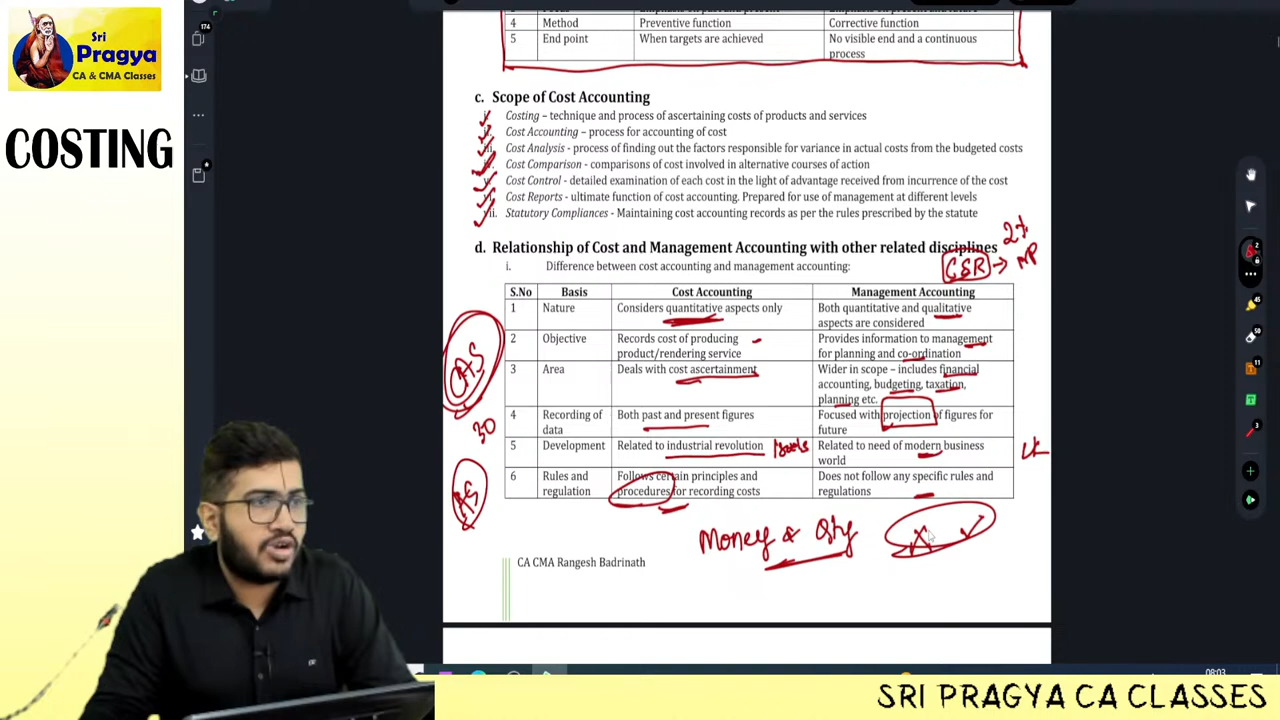 Sri
Pragya
CA & CMA Classes
COSTING
174
4 Method Preventive function Corrective function
5 End point When targets are achieved No visible end and a continuous
process
c. Scope of Cost Accounting
Costing – technique and process of ascertaining costs of products and services
Cost Accounting – process for accounting of cost
Cost Analysis - process of finding out the factors responsible for variance in actual costs from the budgeted costs
Cost Comparison - comparisons of cost involved in alternative courses of action
Cost Control - detailed examination of each cost in the light of advantage received from incurrence of the cost
Cost Reports - ultimate function of cost accounting. Prepared for use of management at different levels
Statutory Compliances - Maintaining cost accounting records as per the rules prescribed by the statute
2%
d. Relationship of Cost and Management Accounting with other related disciplines
CSR → NP
i. Difference between cost accounting and management accounting:
S.No Basis Cost Accounting Management Accounting
1 Nature Considers quantitative aspects only Both quantitative and qualitative
aspects are considered
2 Objective Records cost of producing Provides information to management
product/rendering service for planning and co-ordination
3 Area Deals with cost ascertainment Wider in scope – includes financial
accounting, budgeting, taxation,
planning etc.
CAS
4 Recording of Both past and present figures Focused with projection of figures for
data future
30
5 Development Related to industrial revolution Related to need of modern business
world
6 Rules and Follows certain principles and Does not follow any specific rules and
regulation procedures for recording costs regulations
AS
Money & Qty
CA CMA Rangesh Badrinath
2
45
50
11
3
08:03
SRI PRAGYA CA CLASSES